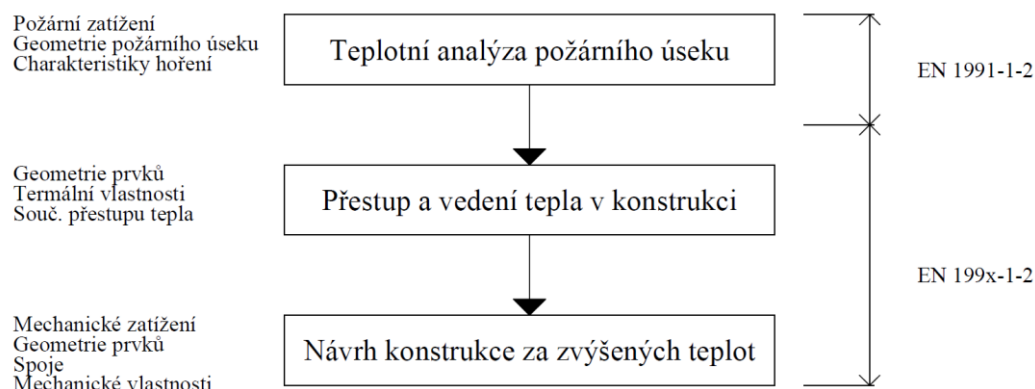 Požární zatížení
Geometrie požárního úseku
Charakteristiky hoření
Teplotní analýza požárního úseku
EN 1991-1-2
Geometrie prvků
Termální vlastnosti
Souč. přestupu tepla
Přestup a vedení tepla v konstrukci
EN 199x-1-2
Mechanické zatížení
Geometrie prvků
Spoje
Mechanické vlastnosti
Návrh konstrukce za zvýšených teplot